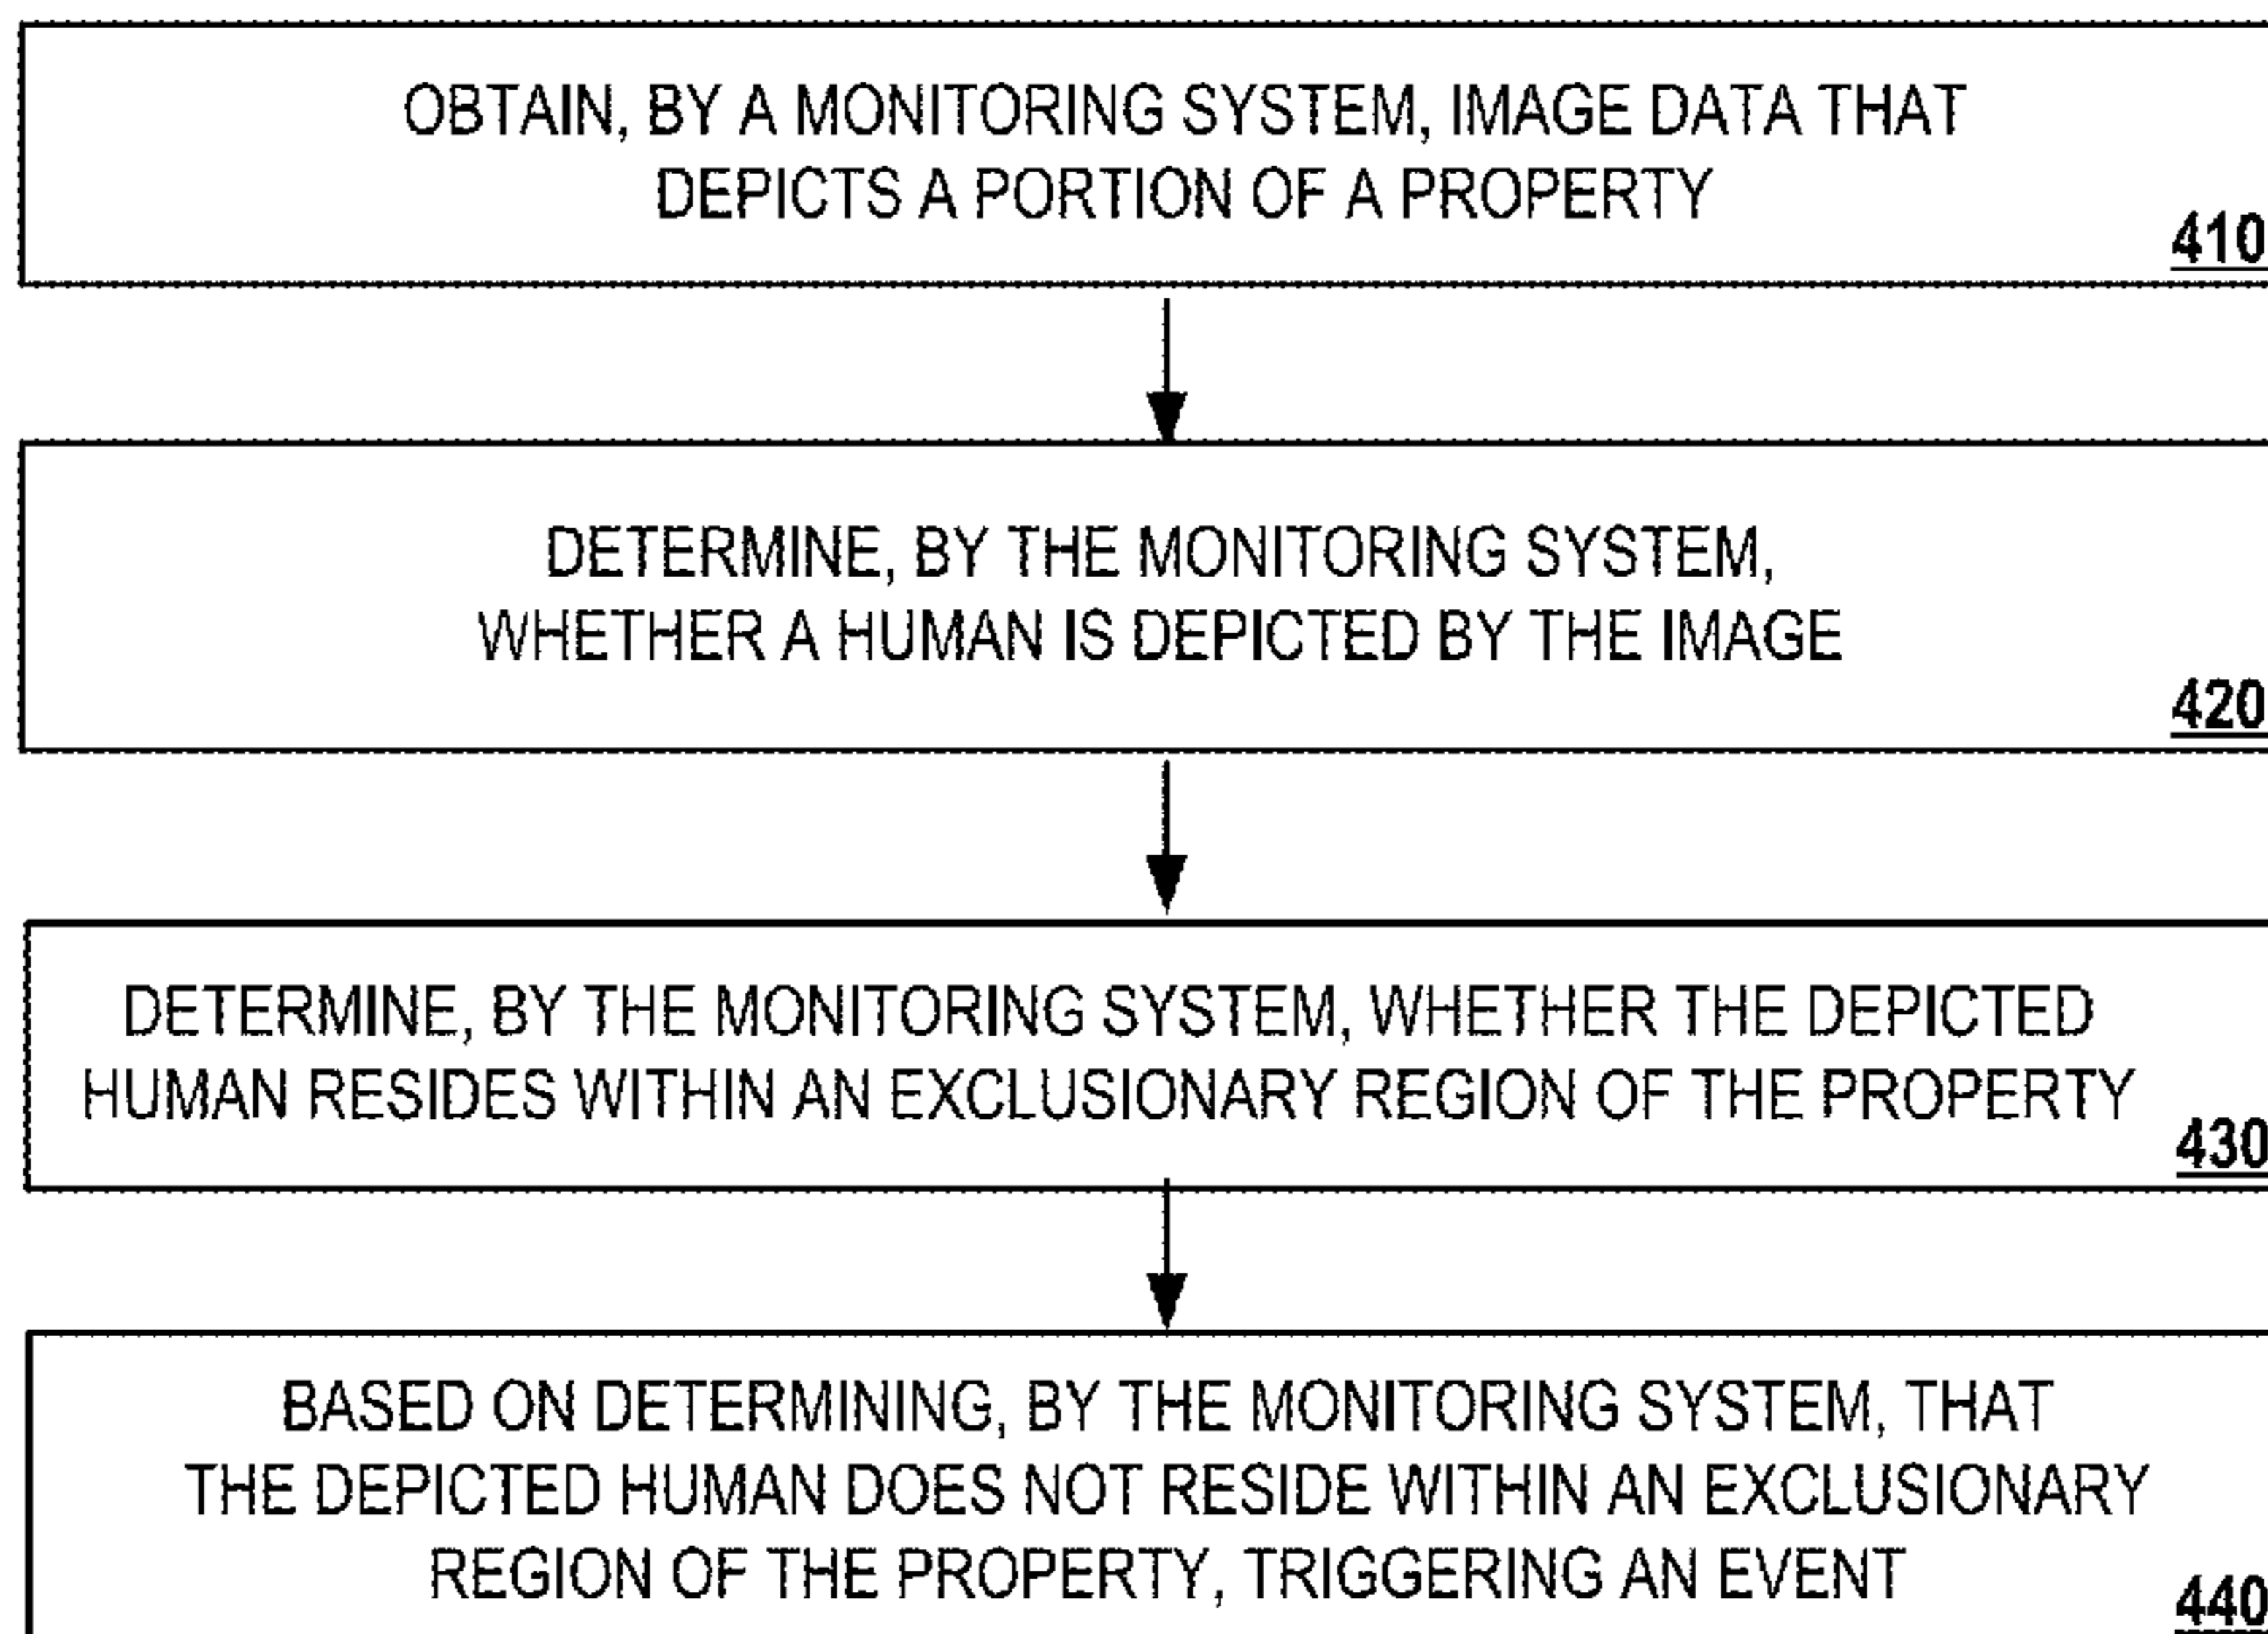 OBTAIN, BY A MONITORING SYSTEM, IMAGE DATA THAT
DEPICTS A PORTION OF A PROPERTY
410
DETERMINE, BY THE MONITORING SYSTEM,
WHETHER A HUMAN IS DEPICTED BY THE IMAGE
420
DETERMINE, BY THE MONITORING SYSTEM, WHETHER THE DEPICTED
HUMAN RESIDES WITHIN AN EXCLUSIONARY REGION OF THE PROPERTY
430
BASED ON DETERMINING, BY THE MONITORING SYSTEM, THAT
THE DEPICTED HUMAN DOES NOT RESIDE WITHIN AN EXCLUSIONARY
REGION OF THE PROPERTY, TRIGGERING AN EVENT
440